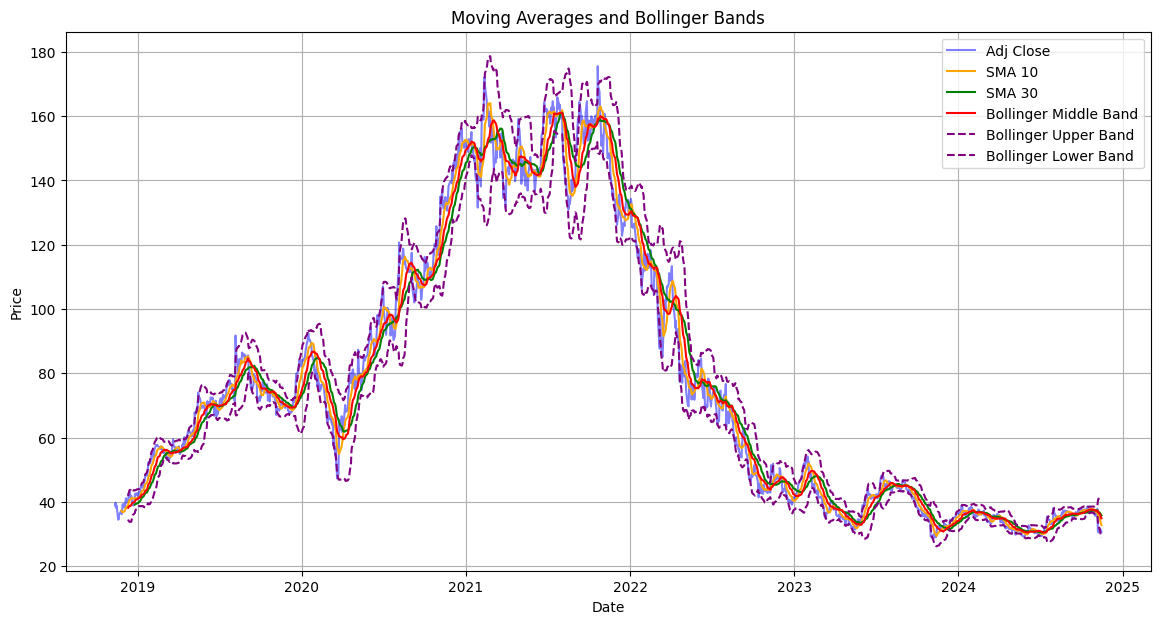 Moving Averages and Bollinger Bands
Adj Close
SMA 10
SMA 30
Bollinger Middle Band
Bollinger Upper Band
Bollinger Lower Band
Price
180
160
140
120
100
80
60
40
20
2019
2020
2021
2022
2023
2024
2025
Date